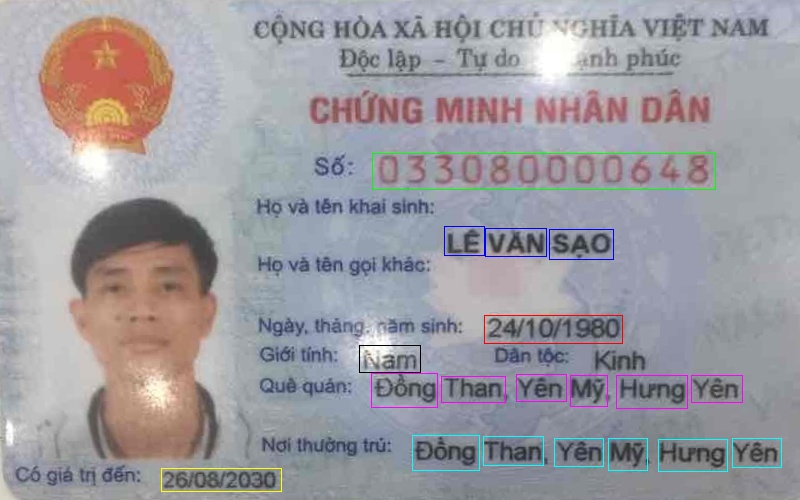 CỘNG HÒA XÃ HỘI CHỦ NGHĨA VIỆT NAM
Độc lập – Tự do phúc
CHỨNG MINH NHÂN DÂN
Số: 033080000648
Họ và tên khai sinh:
LÊ VĂN SẠO
Họ và tên gọi khác:
Ngày, tháng, năm sinh: 24/10/1980
Giới tính: Nam Dân tộc: Kinh
Quê quán: Đồng Than, Yên Mỹ, Hưng Yên
Nơi thường trú: Đồng Than, Yên Mỹ, Hưng Yên
Có giá trị đến: 26/08/2030